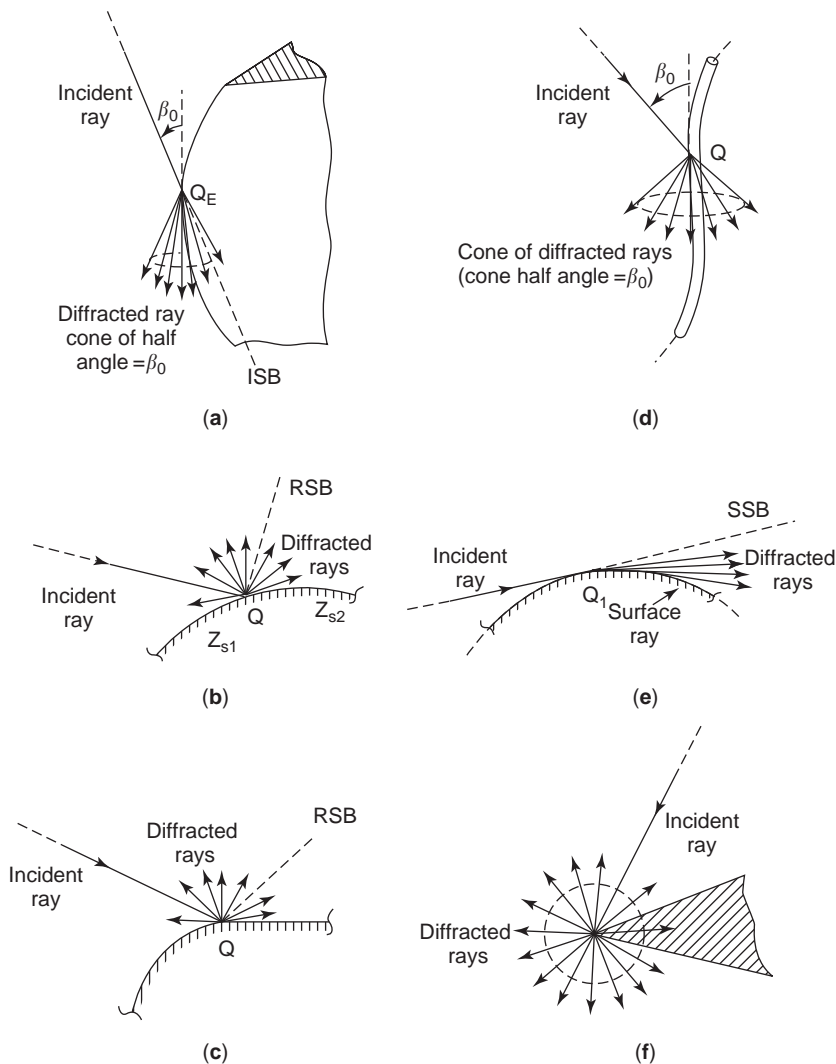 Incident
ray
β0
QE
Diffracted ray
cone of half
angle =β0
ISB
(a)
Incident
ray
β0
Q
Cone of diffracted rays
(cone half angle =β0)
(d)
RSB
Diffracted
rays
Incident
ray
Q
Zs1
Zs2
(b)
SSB
Incident
ray
Diffracted
rays
Q1
Surface
ray
(e)
RSB
Diffracted
rays
Incident
ray
Q
(c)
Incident
ray
Diffracted
rays
(f)